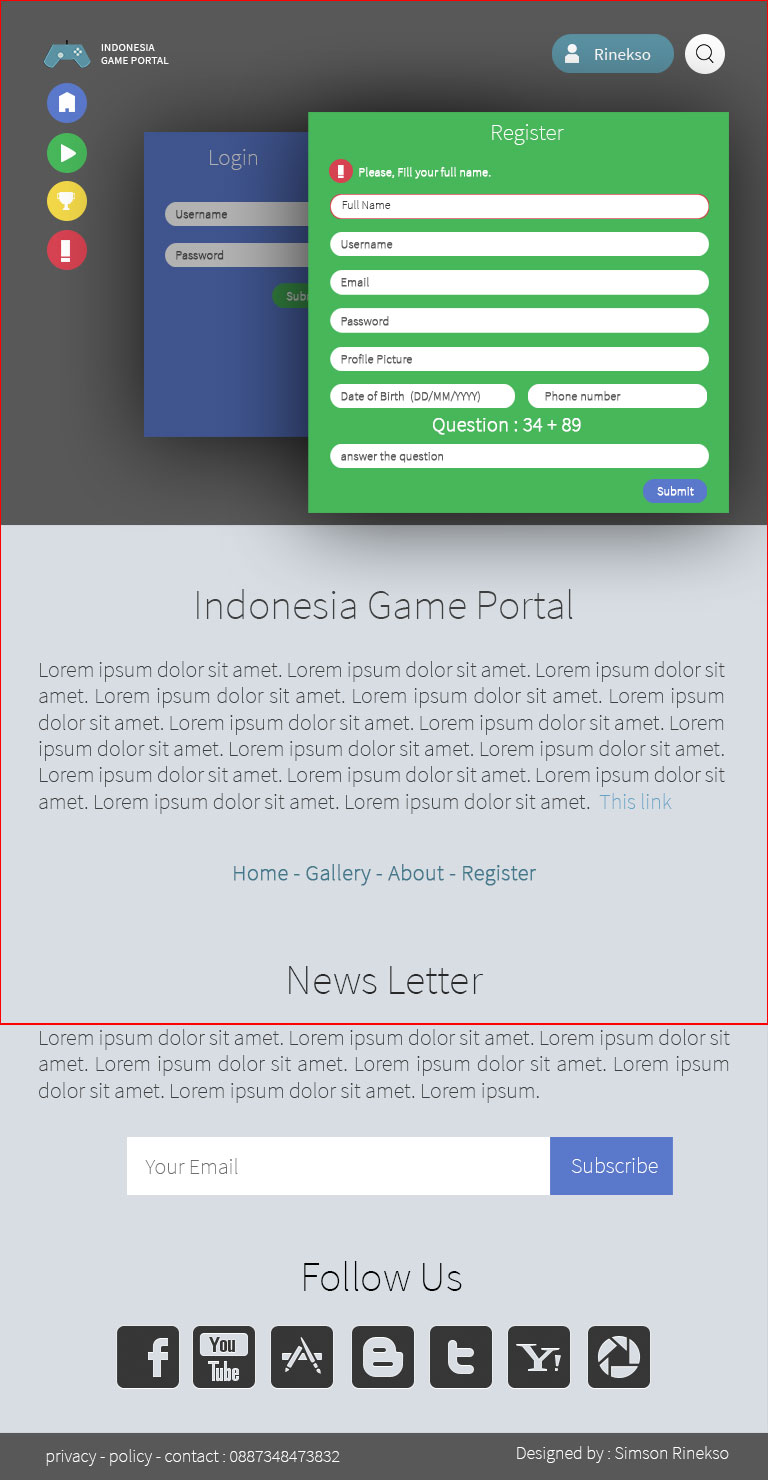 INDONESIA
GAME PORTAL
Rinekso
Login
Username
Password
Sub
Register
Please, Fill your full name.
Full Name
Username
Email
Password
Profile Picture
Date of Birth (DD/MM/YYYY)
Phone number
Question : 34 + 89
answer the question
Submit
Indonesia Game Portal
Lorem ipsum dolor sit amet. Lorem ipsum dolor sit amet. Lorem ipsum dolor sit
amet. Lorem ipsum dolor sit amet. Lorem ipsum dolor sit amet. Lorem ipsum
dolor sit amet. Lorem ipsum dolor sit amet. Lorem ipsum dolor sit amet. Lorem
ipsum dolor sit amet. Lorem ipsum dolor sit amet. Lorem ipsum dolor sit amet.
Lorem ipsum dolor sit amet. Lorem ipsum dolor sit amet. Lorem ipsum dolor sit
amet. Lorem ipsum dolor sit amet. Lorem ipsum dolor sit amet. This link
Home - Gallery - About - Register
News Letter
Lorem ipsum dolor sit amet. Lorem ipsum dolor sit amet. Lorem ipsum dolor sit
amet. Lorem ipsum dolor sit amet. Lorem ipsum dolor sit amet. Lorem ipsum
dolor sit amet. Lorem ipsum dolor sit amet. Lorem ipsum.
Your Email
Subscribe
Follow Us
You
Tube
privacy - policy - contact : 0887348473832
Designed by : Simson Rinekso